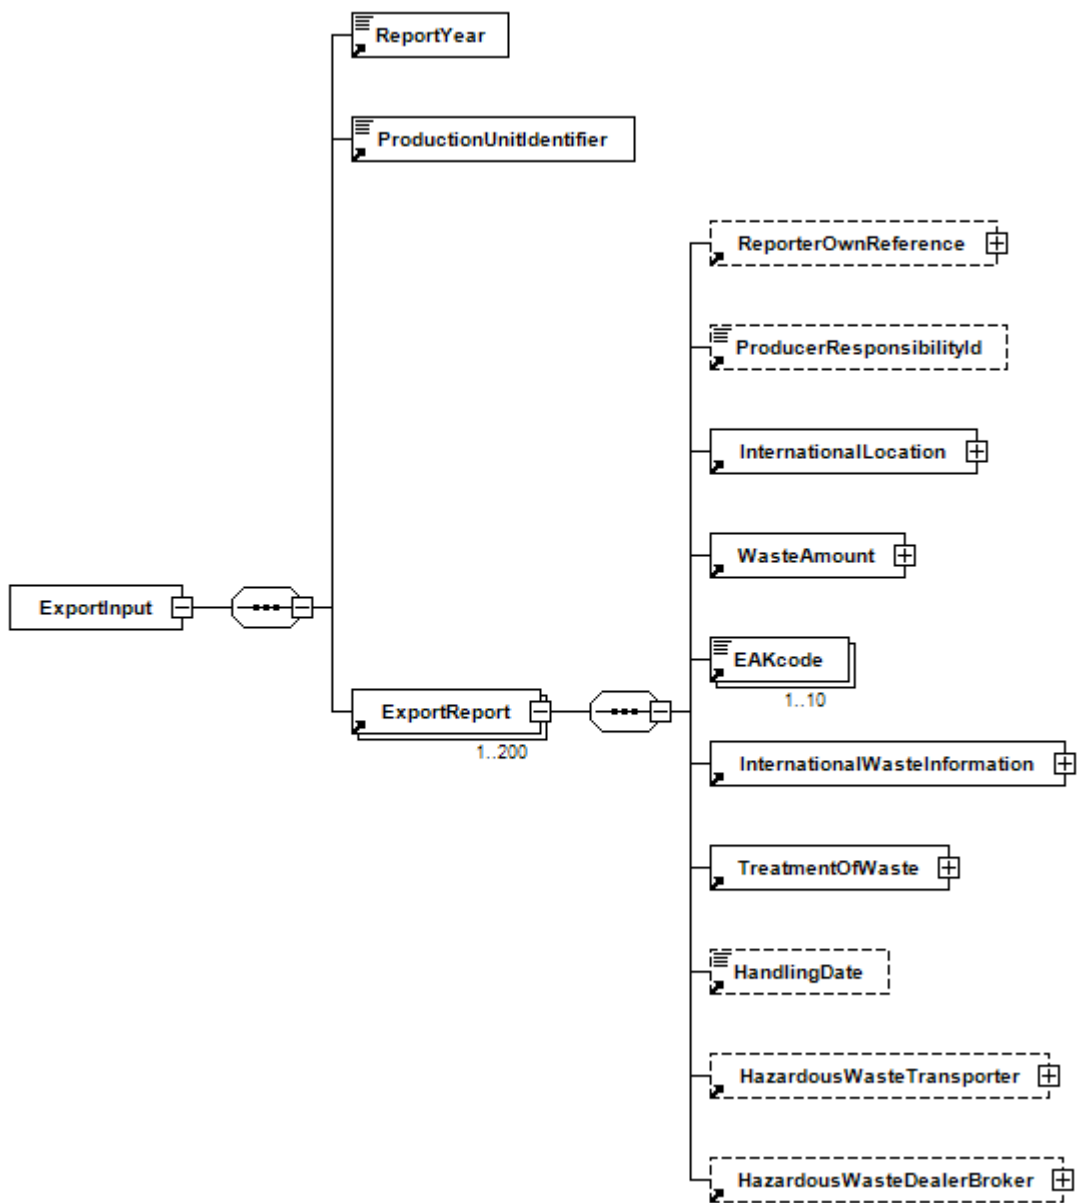 ReportYear
ProductionUnitIdentifier
ReporterOwnReference
ProducerResponsibilityId
InternationalLocation
WasteAmount
ExportInput
EAKcode
1..10
ExportReport
1..200
InternationalWasteInformation
TreatmentOfWaste
HandlingDate
HazardousWasteTransporter
HazardousWasteDealerBroker